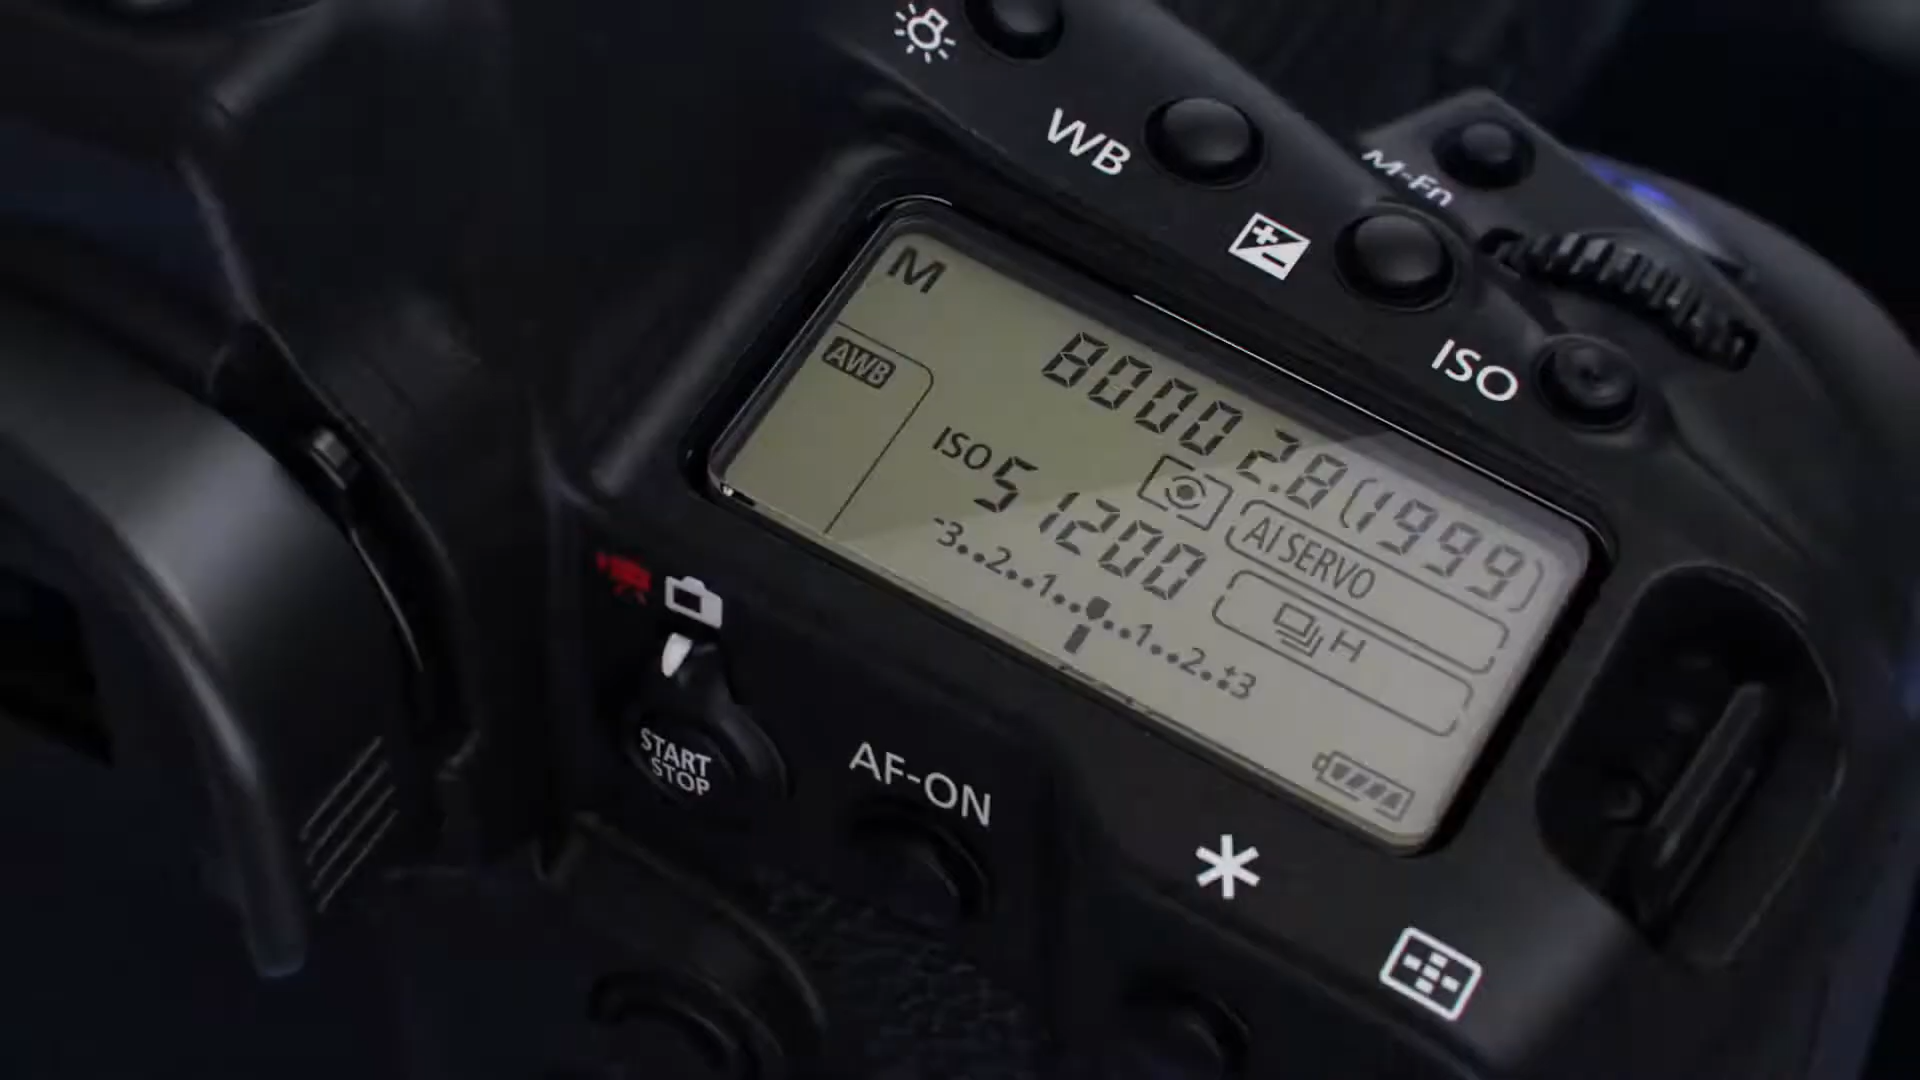 WB
M-Fn
ISO
M
AWB
8000 2.8 (1999)
ISO 51200
AI SERVO
-3..2..1..●..1..2.:+3
H
START
STOP
AF-ON